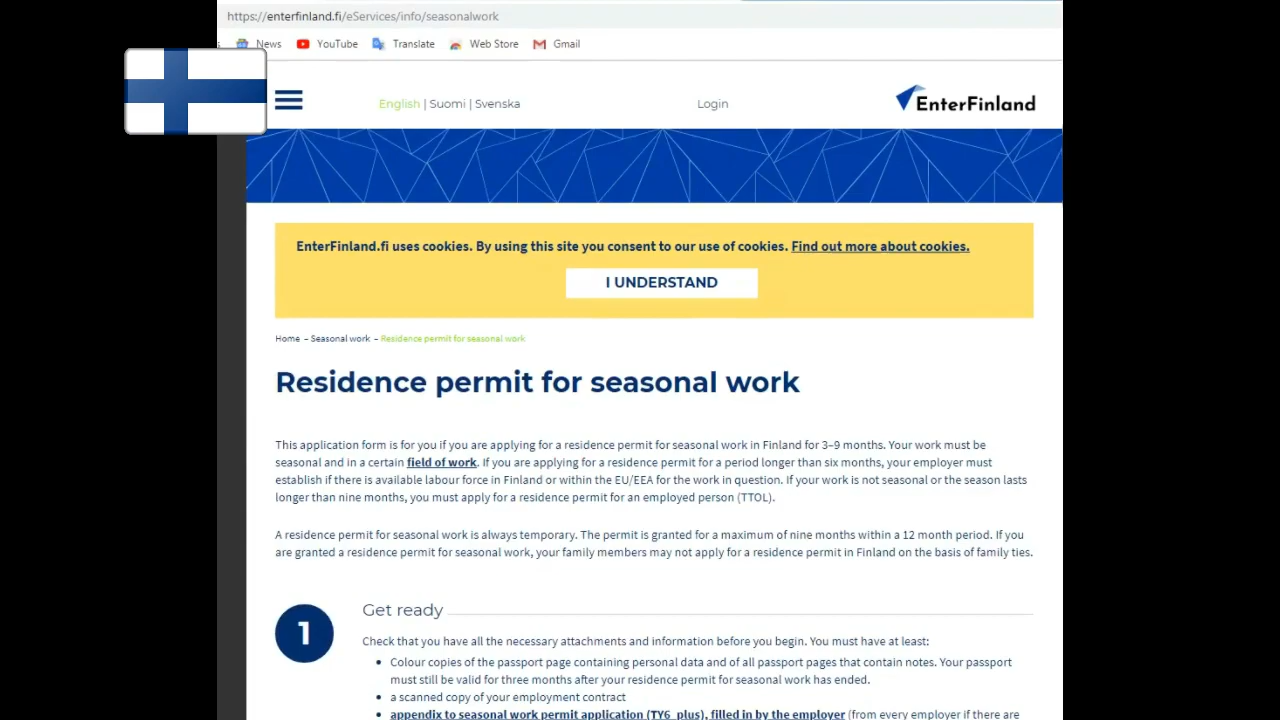 https://enterfinland.fi/eServices/info/seasonalwork
News YouTube Translate Web Store Gmail
English | Suomi | Svenska Login EnterFinland
EnterFinland.fi uses cookies. By using this site you consent to our use of cookies. Find out more about cookies.
I UNDERSTAND
Home – Seasonal work – Residence permit for seasonal work
Residence permit for seasonal work
This application form is for you if you are applying for a residence permit for seasonal work in Finland for 3–9 months. Your work must be
seasonal and in a certain field of work. If you are applying for a residence permit for a period longer than six months, your employer must
establish if there is available labour force in Finland or within the EU/EEA for the work in question. If your work is not seasonal or the season lasts
longer than nine months, you must apply for a residence permit for an employed person (TTOL).
A residence permit for seasonal work is always temporary. The permit is granted for a maximum of nine months within a 12 month period. If you
are granted a residence permit for seasonal work, your family members may not apply for a residence permit in Finland on the basis of family ties.
1 Get ready
Check that you have all the necessary attachments and information before you begin. You must have at least:
• Colour copies of the passport page containing personal data and of all passport pages that contain notes. Your passport
must still be valid for three months after your residence permit for seasonal work has ended.
• a scanned copy of your employment contract
• appendix to seasonal work permit application (TY6_plus), filled in by the employer (from every employer if there are